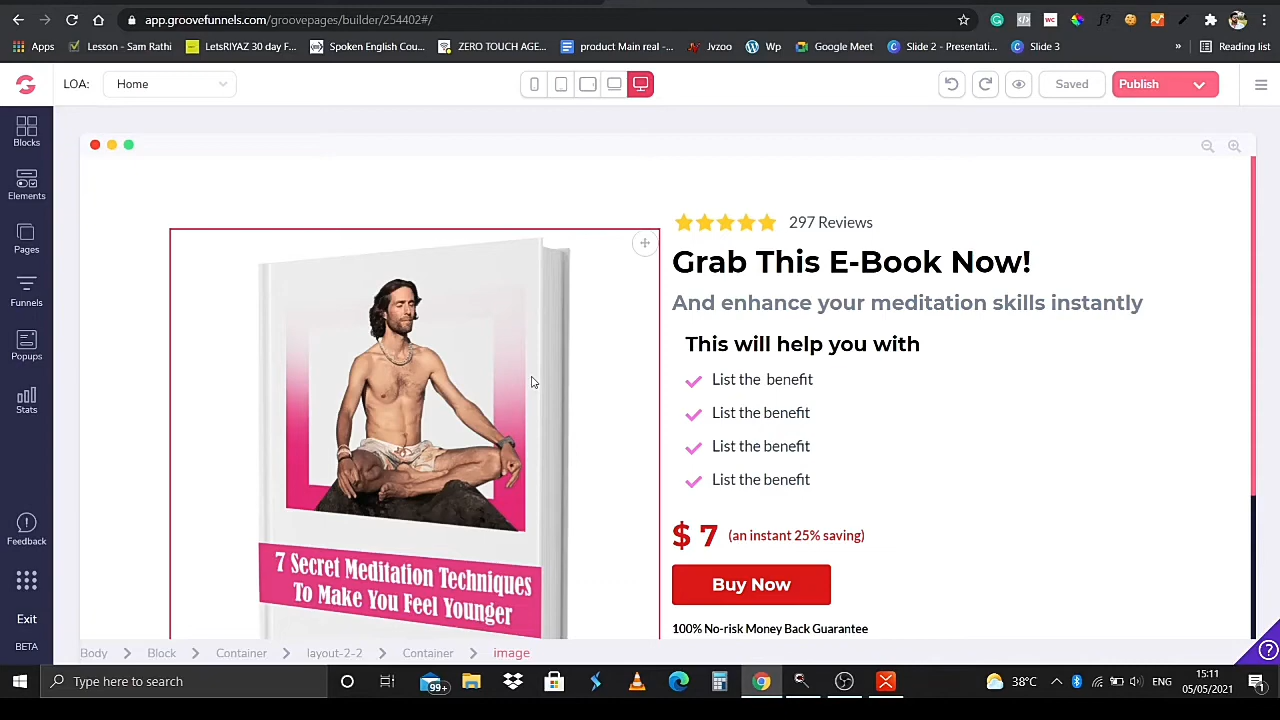 app.groovefunnels.com/groovepages/builder/254402#/
Apps
Lesson - Sam Rathi
LetsRIYAZ 30 day F...
Spoken English Cou...
ZERO TOUCH AGE...
product Main real -...
Jvzoo
Wp
Google Meet
Slide 2 - Presentati...
Slide 3
»
Reading list
LOA:
Home
Saved
Publish
Blocks
Elements
Pages
Funnels
Popups
Stats
Feedback
Exit
BETA
297 Reviews
Grab This E-Book Now!
And enhance your meditation skills instantly
This will help you with
List the benefit
List the benefit
List the benefit
List the benefit
$ 7 (an instant 25% saving)
Buy Now
100% No-risk Money Back Guarantee
7 Secret Meditation Techniques
To Make You Feel Younger
Body > Block > Container > layout-2-2 > Container > image
Type here to search
99+
38°C
ENG
15:11
05/05/2021
1